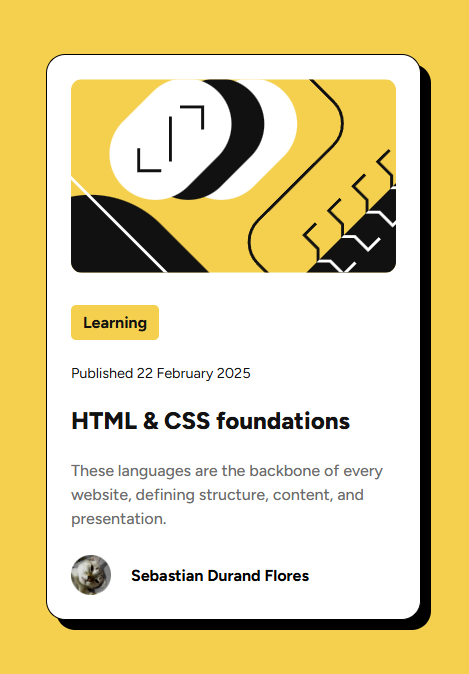 Learning
Published 22 February 2025
HTML & CSS foundations
These languages are the backbone of every
website, defining structure, content, and
presentation.
Sebastian Durand Flores